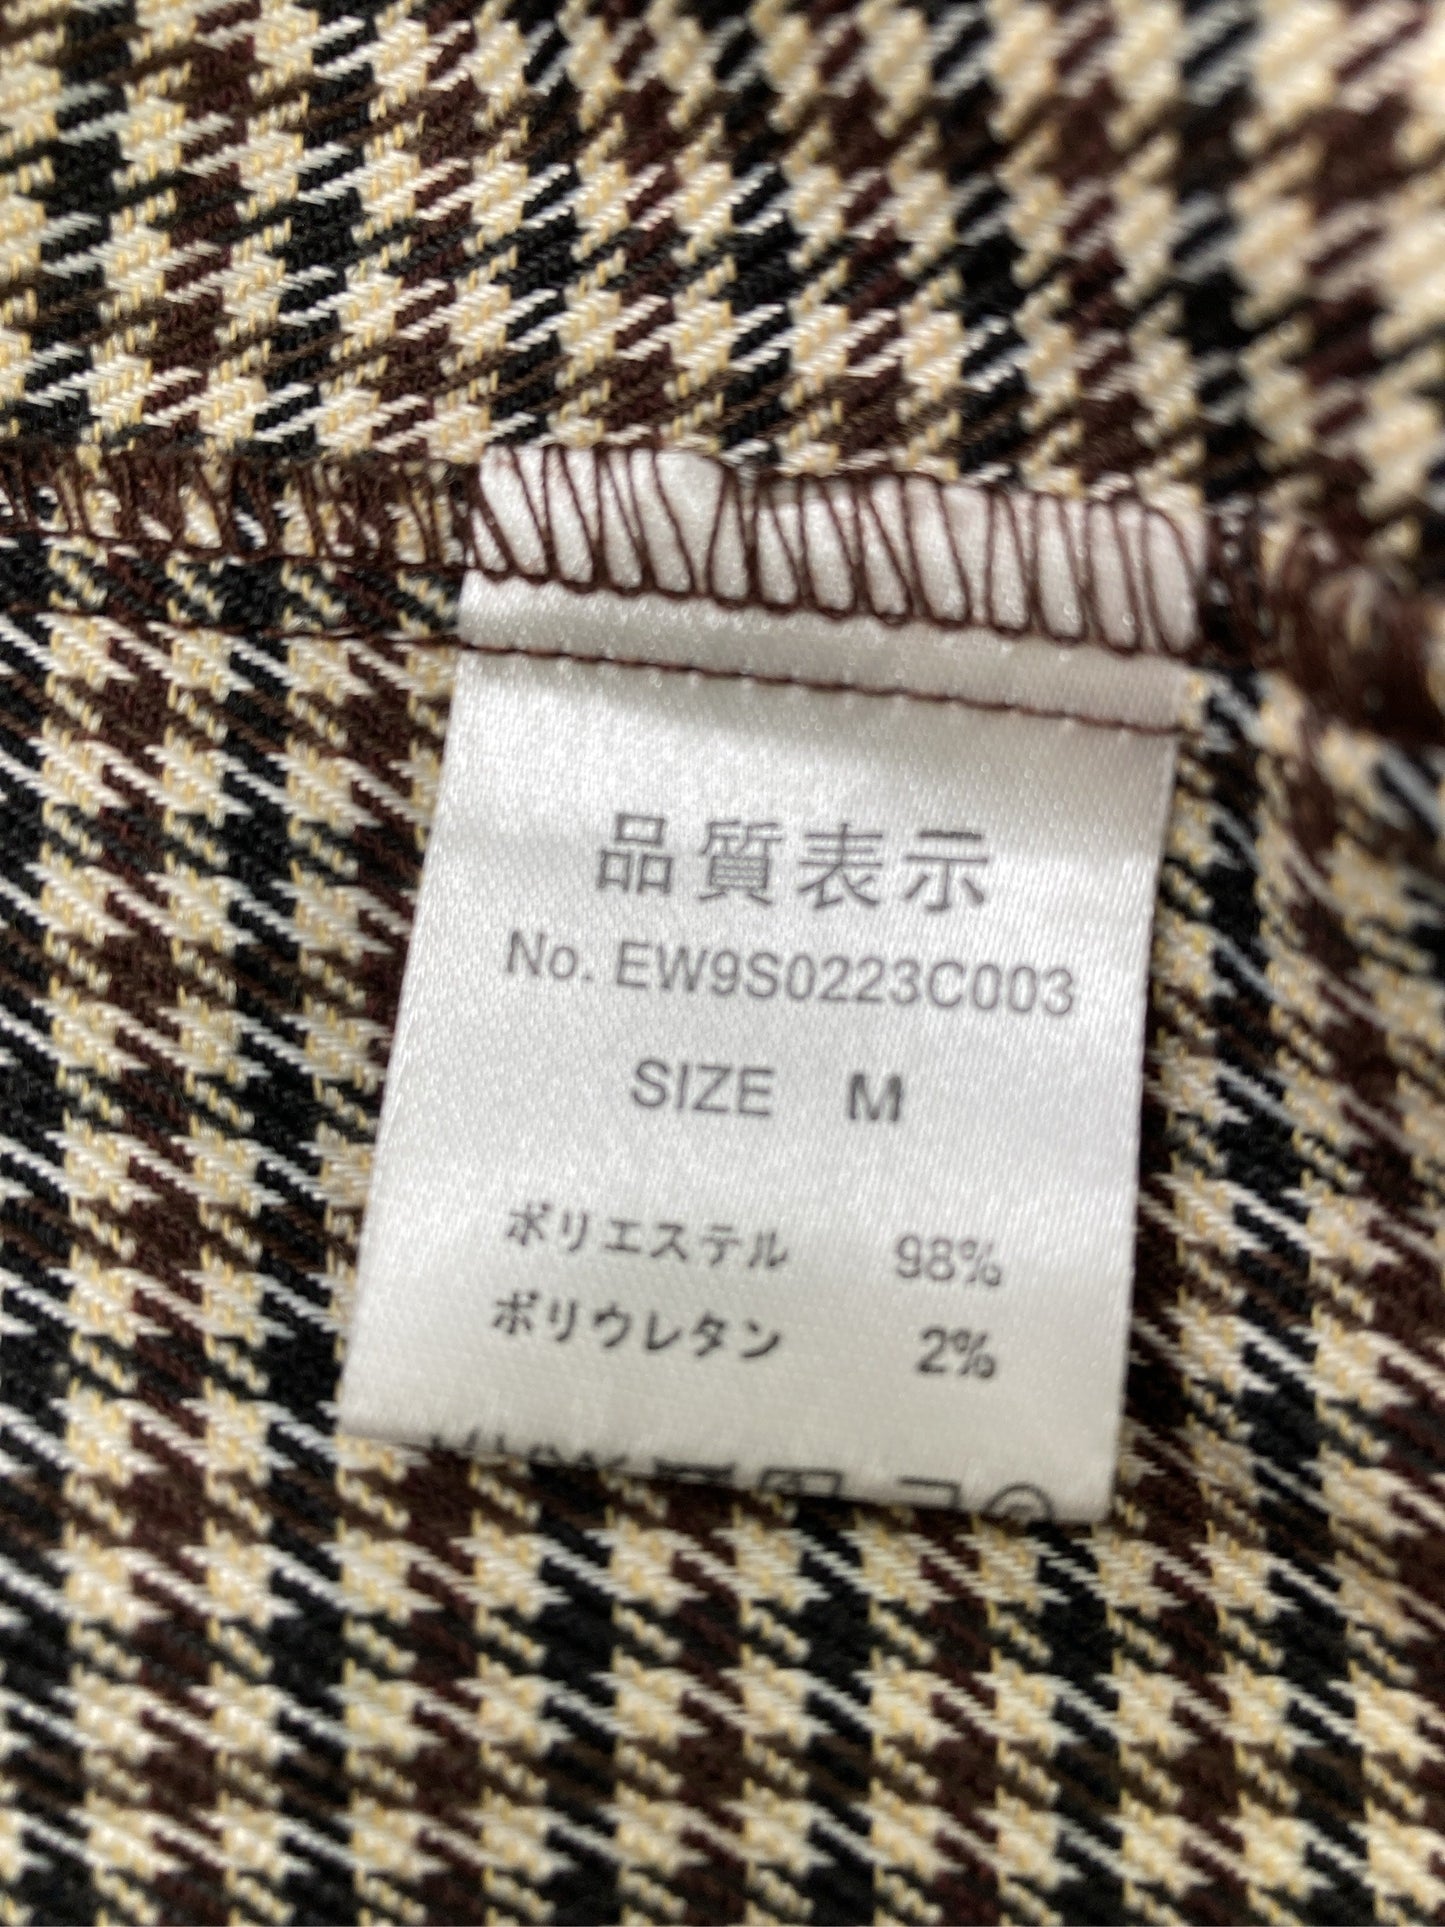 品質表示
No. EW9S0223C003
SIZE M
ポリエステル 98%
ポリウレタン 2%